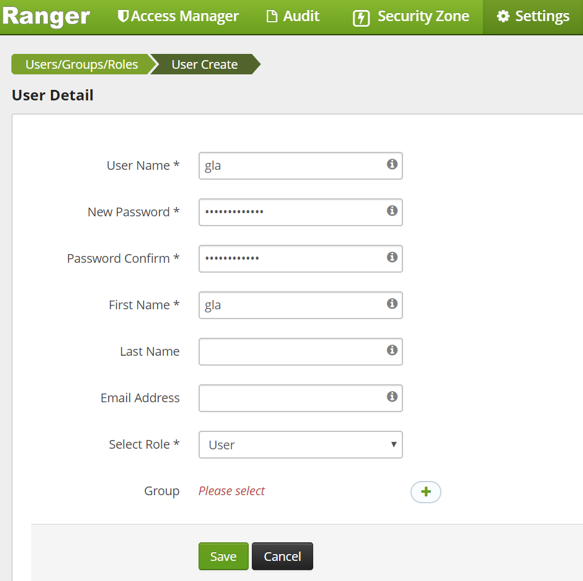 Ranger Access Manager Audit Security Zone Settings
Users/Groups/Roles User Create
User Detail
User Name * gla
New Password * •••••••••••••
Password Confirm * ••••••••••••
First Name * gla
Last Name
Email Address
Select Role * User
Group Please select +
Save Cancel